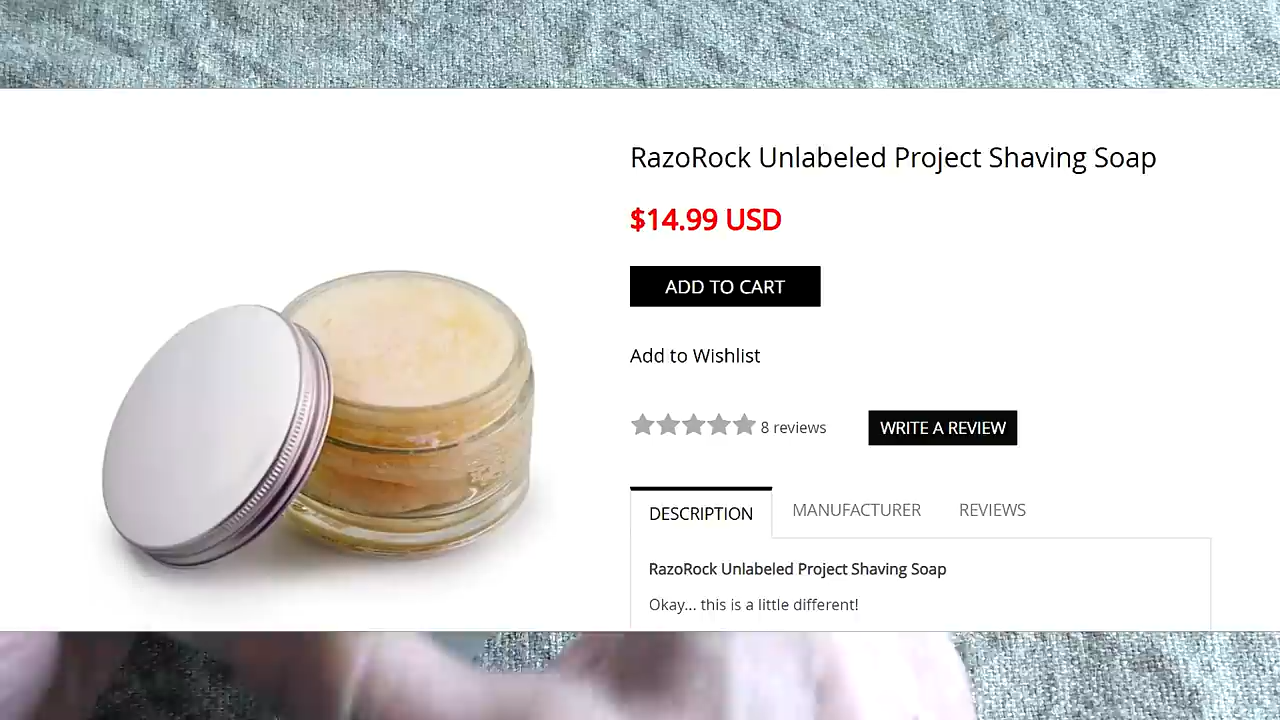 RazoRock Unlabeled Project Shaving Soap
$14.99 USD
ADD TO CART
Add to Wishlist
8 reviews
WRITE A REVIEW
DESCRIPTION
MANUFACTURER
REVIEWS
RazoRock Unlabeled Project Shaving Soap
Okay... this is a little different!